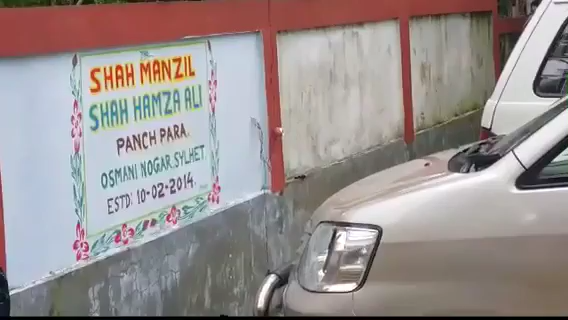 SHAH MANZIL
SHAH HAMZA ALI
PANCH PARA.
OSMANI NOGAR. SYLHET
ESTD: 10-02-2014.